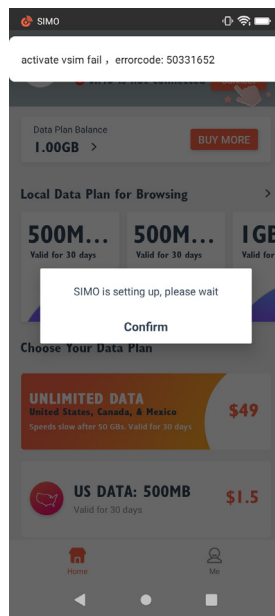 SIMO
activate vsim fail ，errorcode: 50331652
Data Plan Balance
1.00GB >
BUY MORE
Local Data Plan for Browsing >
500M...
Valid for 30 days
500M...
Valid for 30 days
1GB
Valid for
SIMO is setting up, please wait
Confirm
Choose Your Data Plan
UNLIMITED DATA
United States, Canada, & Mexico
Speeds slow after 50 GBs. Valid for 30 days
$49
US DATA: 500MB
Valid for 30 days
$1.5
Home
Me